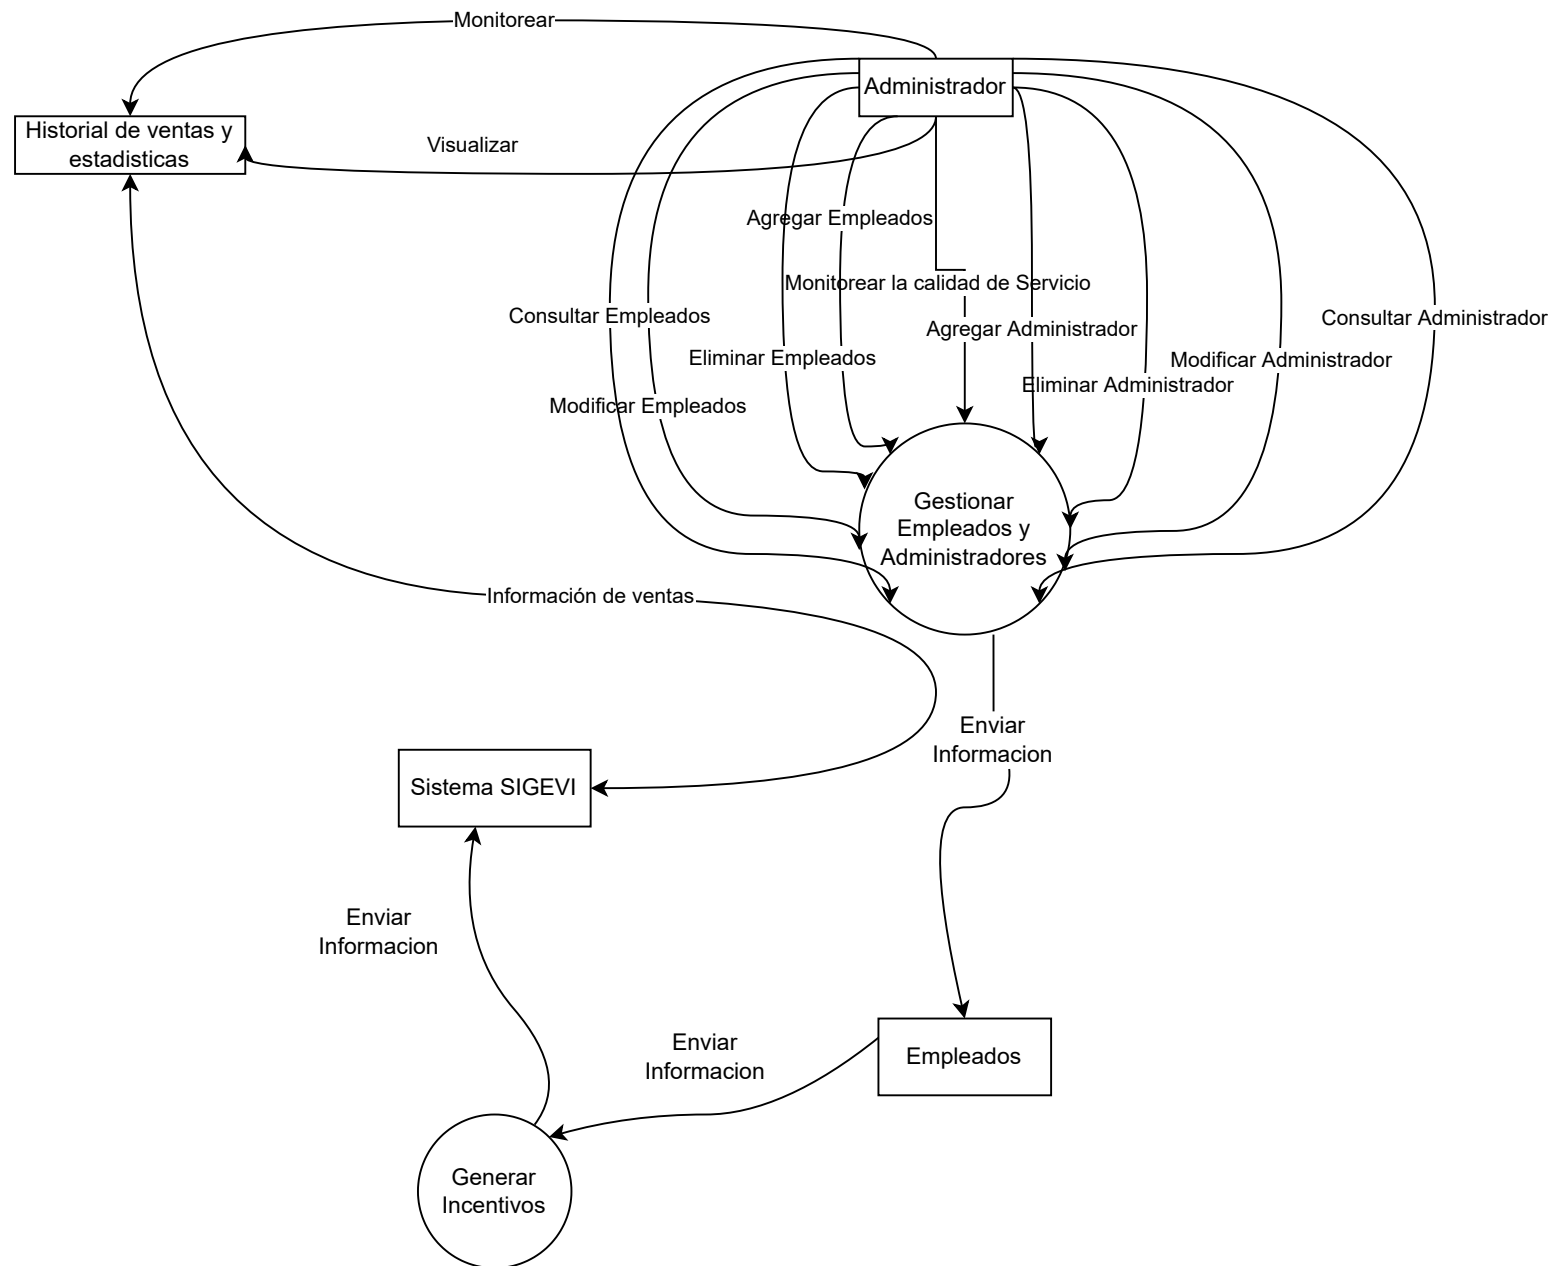 Monitorear
Administrador
Historial de ventas y
estadisticas
Visualizar
Agregar Empleados
Monitorear la calidad de Servicio
Consultar Empleados
Consultar Administrador
Agregar Administrador
Eliminar Empleados
Modificar Administrador
Eliminar Administrador
Modificar Empleados
Gestionar
Empleados y
Administradores
Información de ventas
Enviar
Informacion
Sistema SIGEVI
Enviar
Informacion
Enviar
Informacion
Empleados
Generar
Incentivos